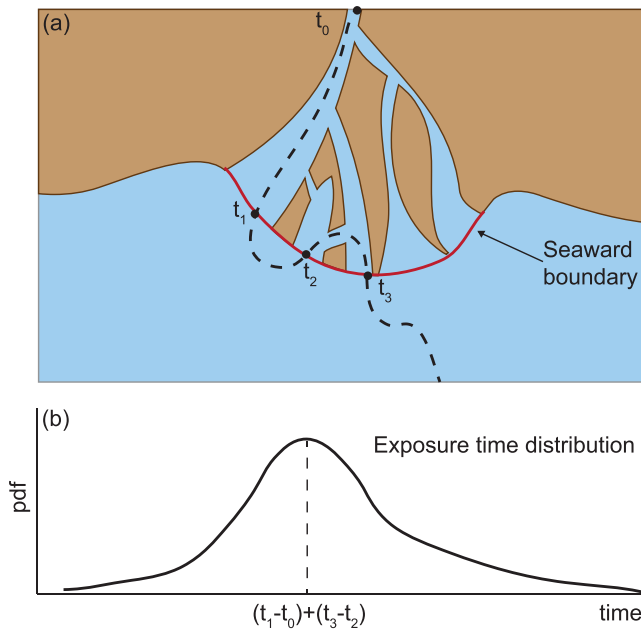 (a)
t₀
t₁
t₂
t₃
Seaward
boundary
(b)
Exposure time distribution
pdf
(t₁-t₀)+(t₃-t₂)
time